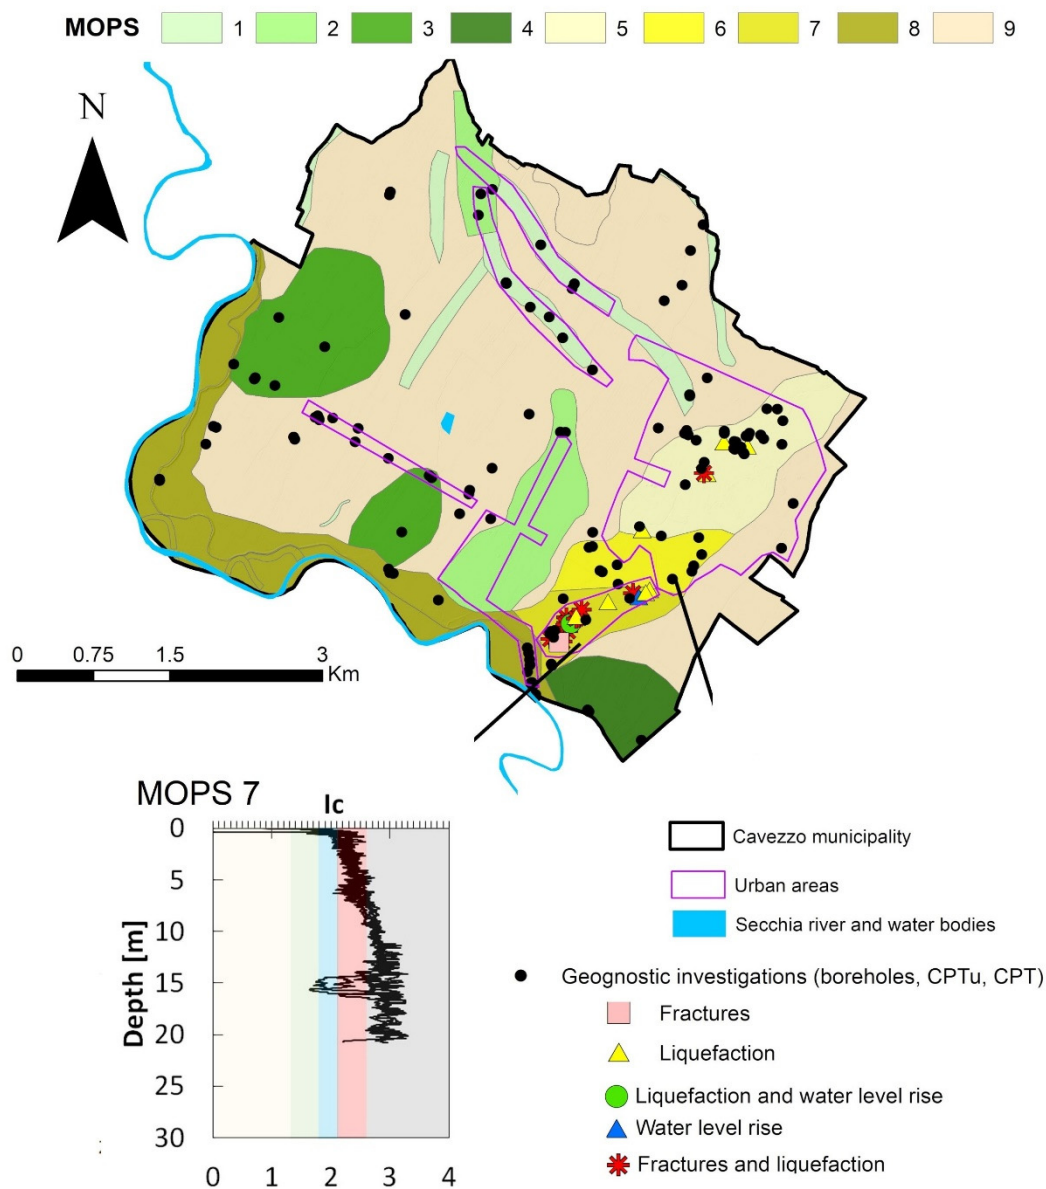 MOPS 1 2 3 4 5 6 7 8 9
N
0 0.75 1.5 3 Km
MOPS 7
Ic
0
5
10
15
20
25
30
Depth [m]
0 1 2 3 4
Cavezzo municipality
Urban areas
Secchia river and water bodies
Geognostic investigations (boreholes, CPTu, CPT)
Fractures
Liquefaction
Liquefaction and water level rise
Water level rise
Fractures and liquefaction